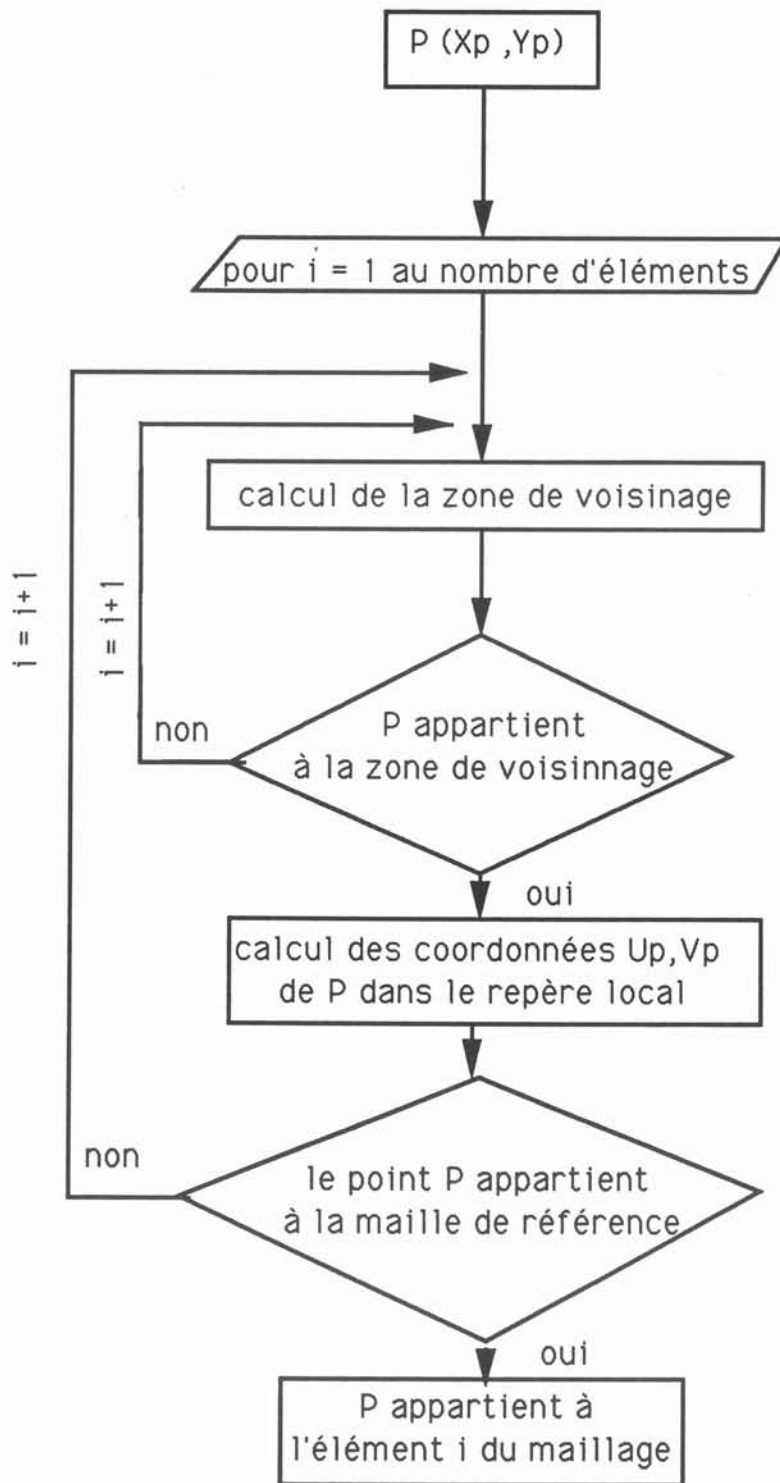 P (Xp ,Yp)
pour i = 1 au nombre d'éléments
calcul de la zone de voisinage
i = i+1
i = i+1
P appartient
à la zone de voisinnage
non
oui
calcul des coordonnées Up,Vp
de P dans le repère local
non
le point P appartient
à la maille de référence
oui
P appartient à
l'élément i du maillage